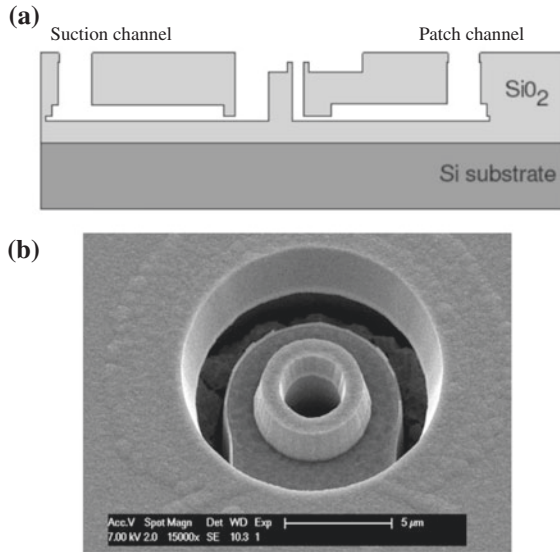 (a)
Suction channel
Patch channel
SiO2
Si substrate
(b)
Acc.V Spot Magn Det WD Exp
7.00 kV 2.0 15000x SE 10.3 1
5 µm